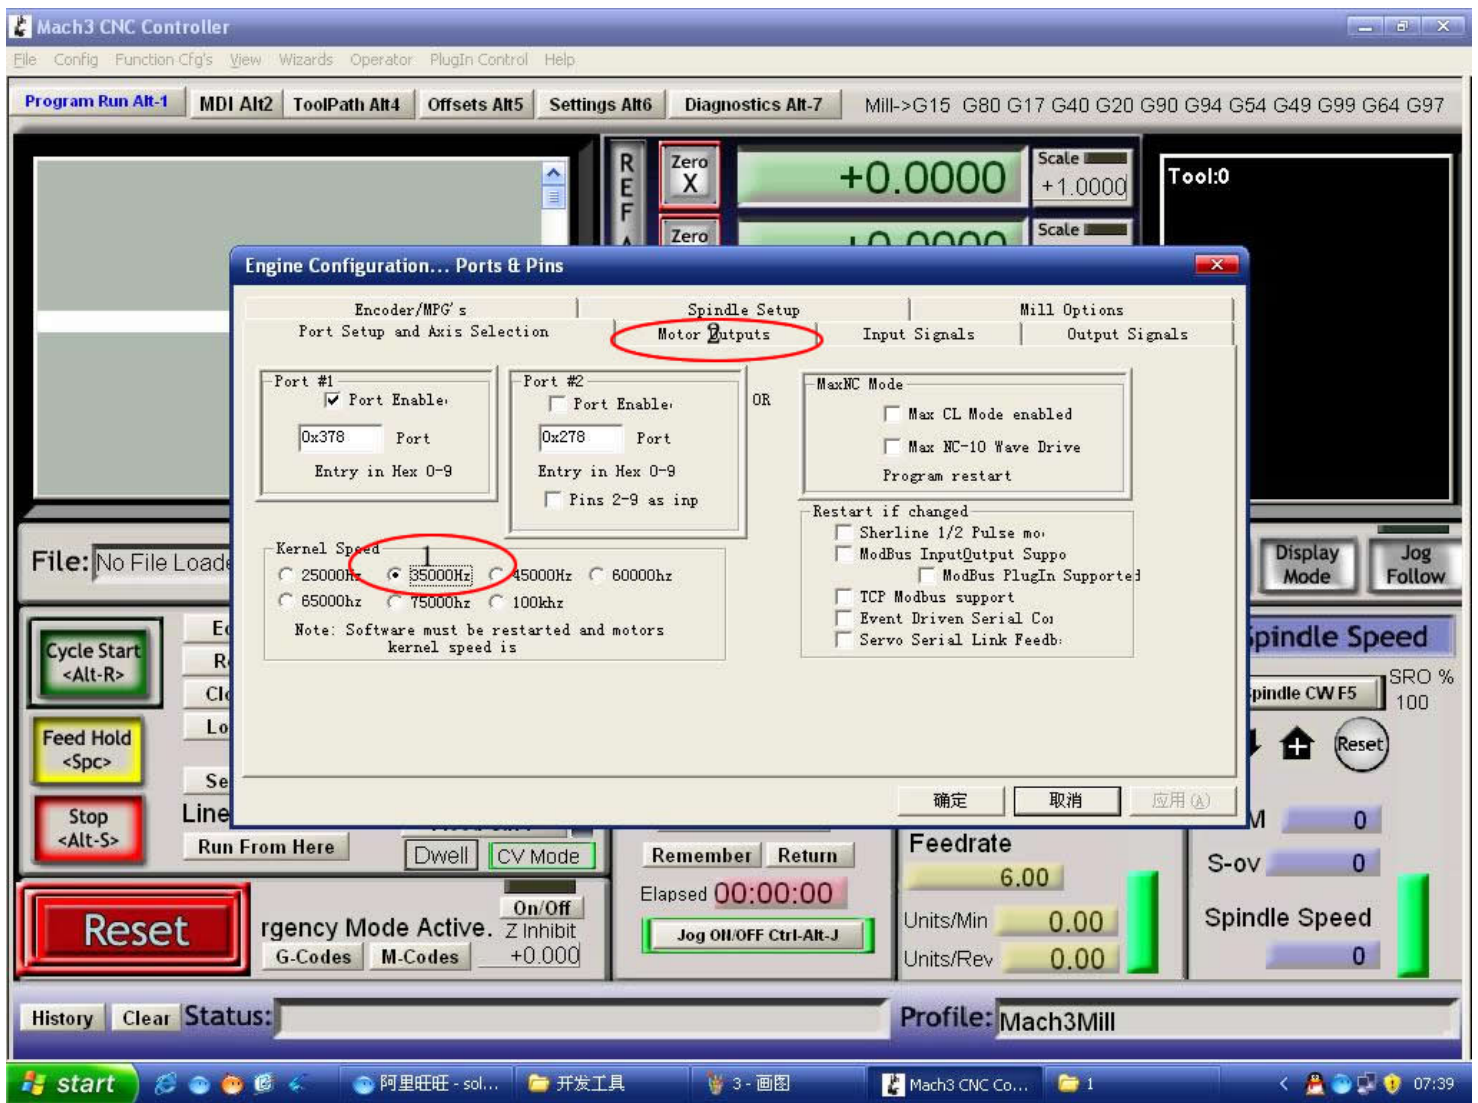 Mach3 CNC Controller
File Config Function Cfg's View Wizards Operator PlugIn Control Help
Program Run Alt-1 MDI Alt2 ToolPath Alt4 Offsets Alt5 Settings Alt6 Diagnostics Alt-7 Mill->G15 G80 G17 G40 G20 G90 G94 G54 G49 G99 G64 G97
REF
Zero X +0.0000 Scale +1.0000
Tool:0
Zero Scale
Engine Configuration... Ports & Pins
Encoder/MPG's Spindle Setup Mill Options
Port Setup and Axis Selection Motor Outputs Input Signals Output Signals
2
Port #1
Port Enable
0x378 Port
Entry in Hex 0-9
Port #2
Port Enable
0x278 Port
Entry in Hex 0-9
Pins 2-9 as inp
OR
MaxNC Mode
Max CL Mode enabled
Max NC-10 Wave Drive
Program restart
Restart if changed
Sherline 1/2 Pulse mo
ModBus InputOutput Suppo
ModBus PlugIn Supported
TCP Modbus support
Event Driven Serial Co
Servo Serial Link Feedb
Kernel Speed
1
25000Hz 35000Hz 45000Hz 60000hz
65000hz 75000hz 100khz
Note: Software must be restarted and motors
kernel speed is
确定 取消 应用(A)
File: No File Loade
Display Mode
Jog Follow
Cycle Start
<Alt-R>
Feed Hold
<Spc>
Stop
<Alt-S>
Ed
Re
Clo
Lo
Se
Line
Run From Here
Dwell CV Mode
Spindle Speed
Spindle CW F5
SRO %
100
Reset
Remember Return
Elapsed 00:00:00
Jog ON/OFF Ctrl-Alt-J
Feedrate
6.00
Units/Min 0.00
Units/Rev 0.00
M 0
S-ov 0
Spindle Speed
0
Reset
rgency Mode Active.
G-Codes M-Codes
On/Off
Z Inhibit
+0.000
History Clear Status:
Profile: Mach3Mill
start 阿里旺旺 - sol... 开发工具 3 - 画图 Mach3 CNC Co... 1 07:39